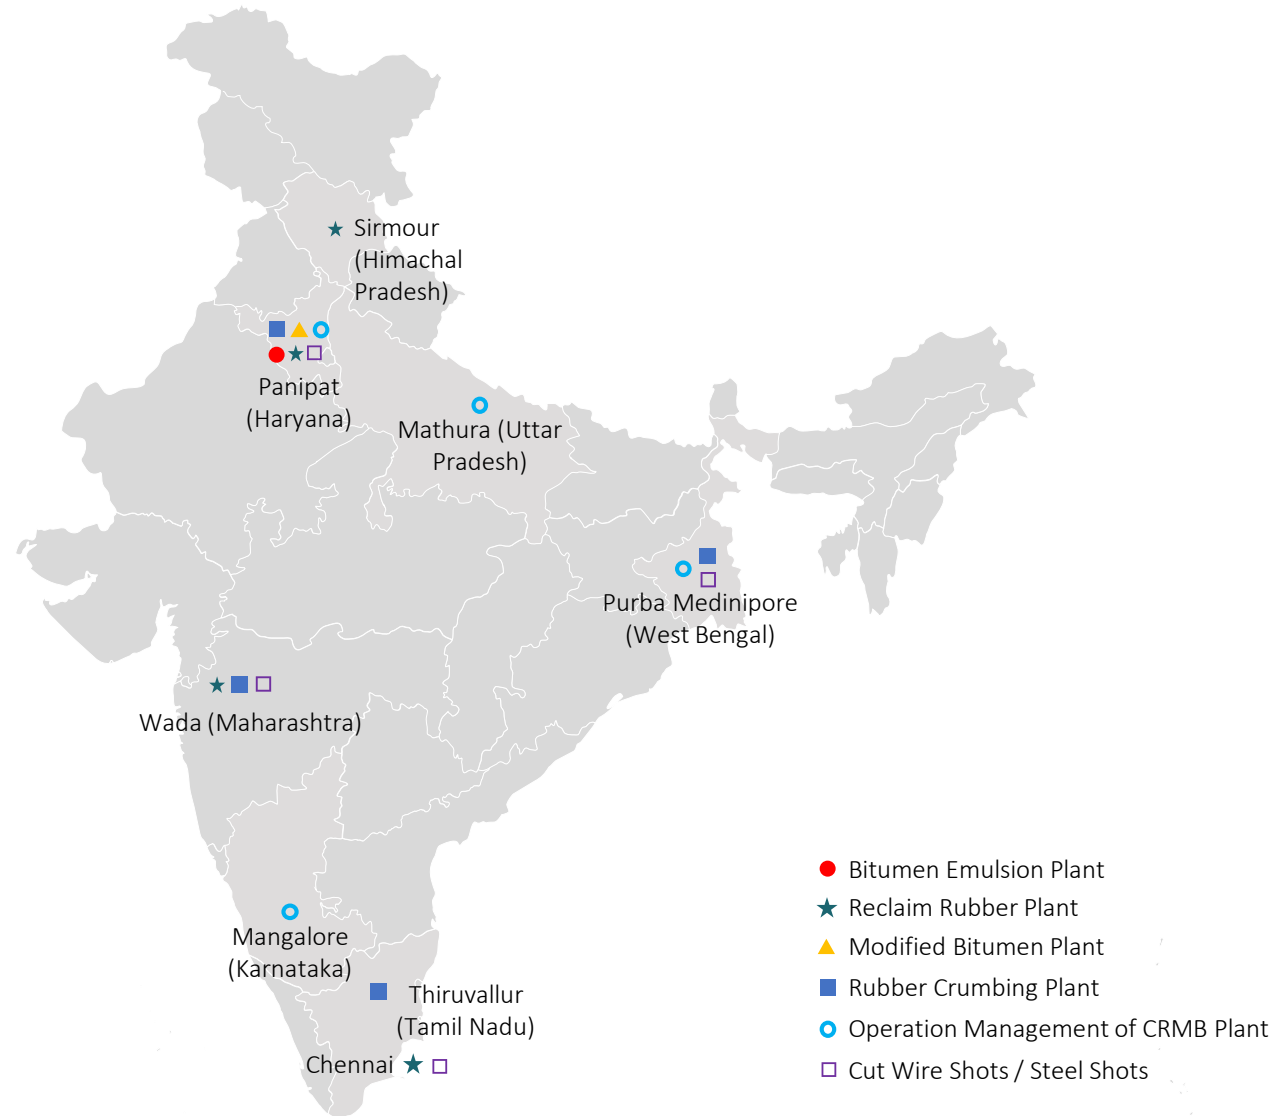 Sirmour
(Himachal
Pradesh)
Panipat
(Haryana)
Mathura (Uttar
Pradesh)
Purba Medinipore
(West Bengal)
Wada (Maharashtra)
Mangalore
(Karnataka)
Thiruvallur
(Tamil Nadu)
Chennai
Bitumen Emulsion Plant
Reclaim Rubber Plant
Modified Bitumen Plant
Rubber Crumbing Plant
Operation Management of CRMB Plant
Cut Wire Shots / Steel Shots